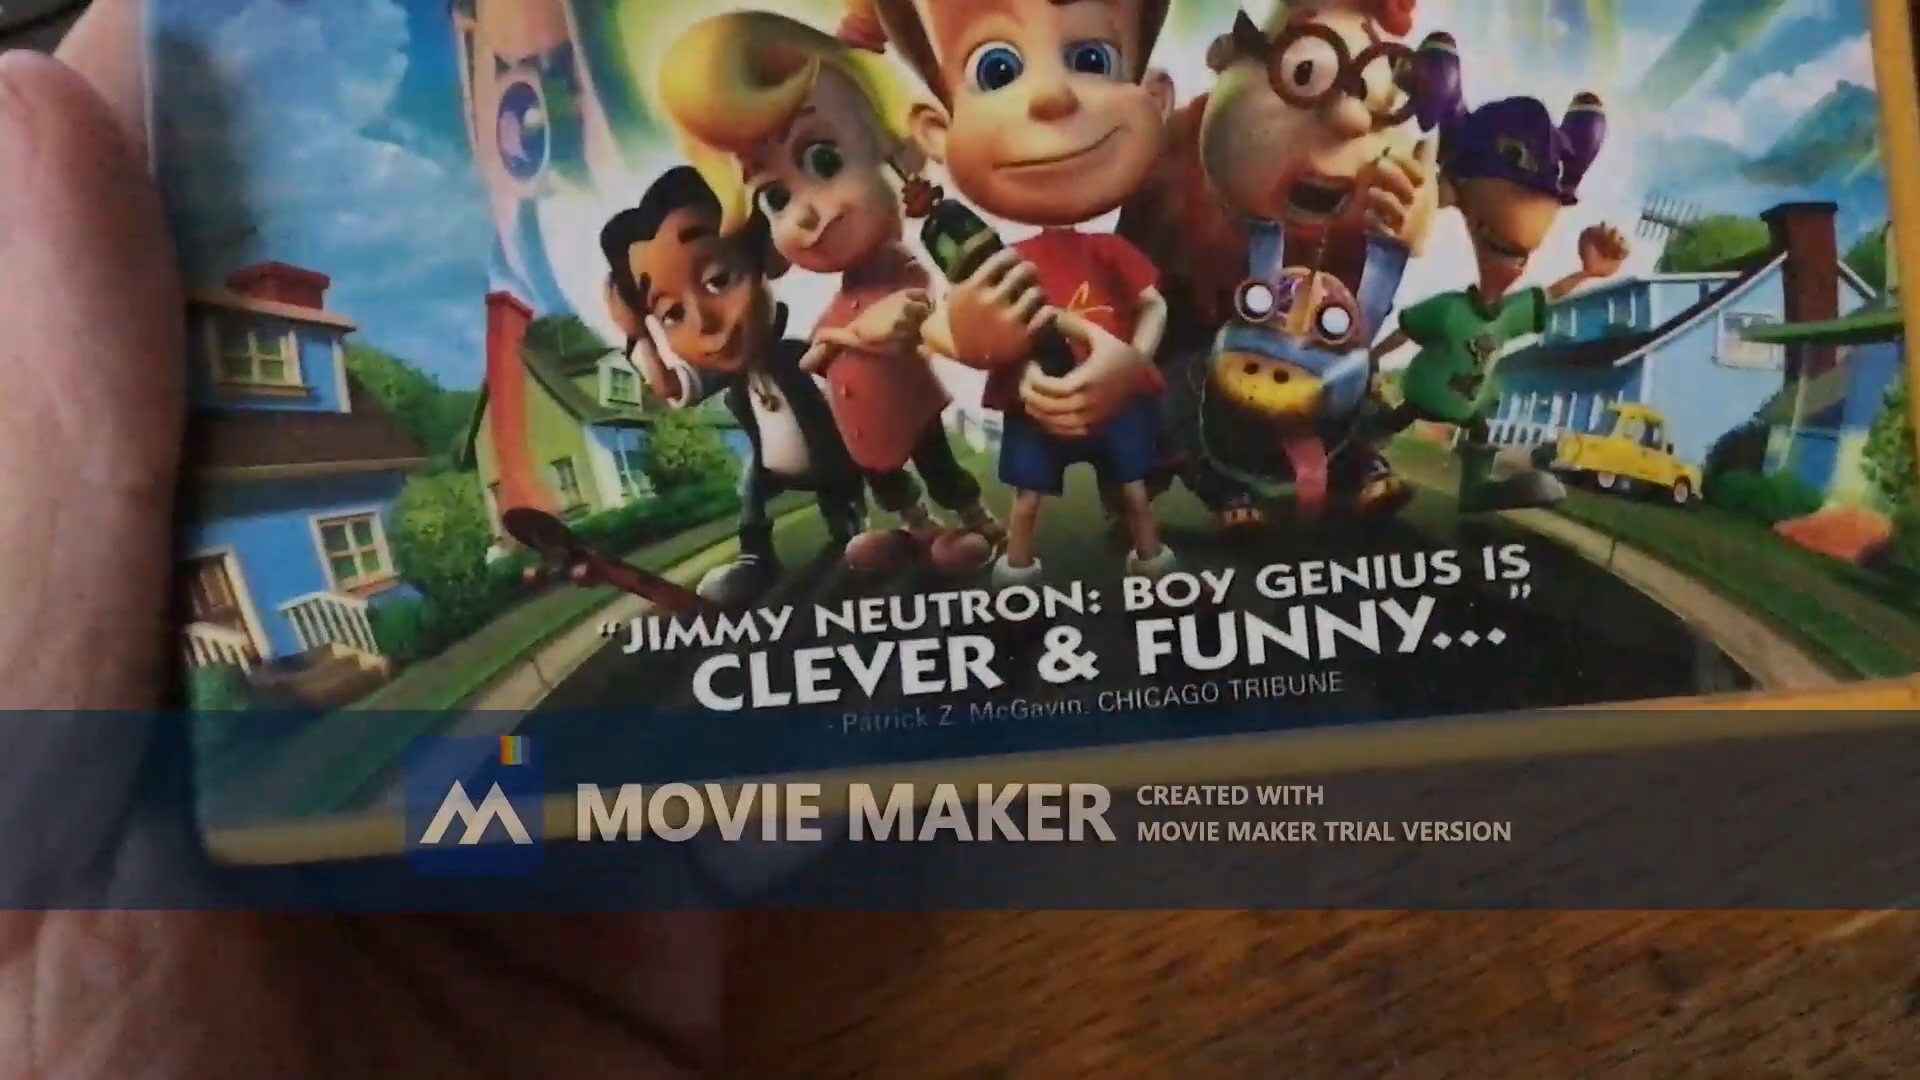 "JIMMY NEUTRON: BOY GENIUS IS
CLEVER & FUNNY..."
- Patrick Z. McGavin. CHICAGO TRIBUNE
MOVIE MAKER
CREATED WITH
MOVIE MAKER TRIAL VERSION